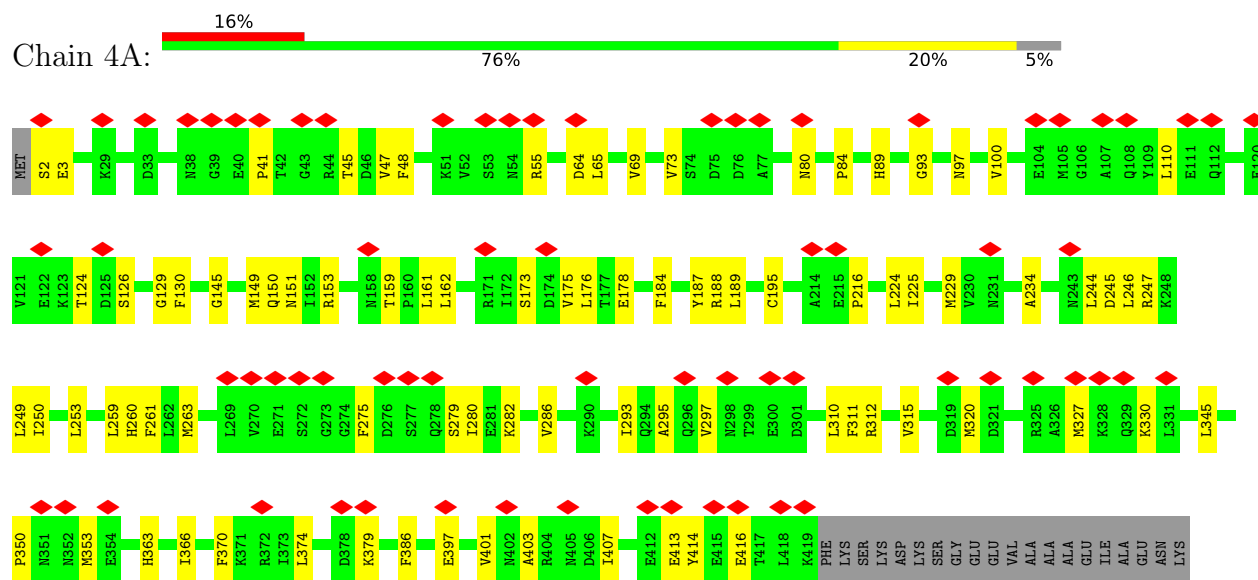 16%
Chain 4A:
76% 20% 5%
MET S2 E3 K29 D33 N38 G39 E40 P41 T42 G43 R44 T45 D46 V47 F48 K51 V52 S53 N54 R55 D64 L65 V69 V73 S74 D75 D76 A77 N80 P84 H89 G93 N97 V100 E104 M105 G106 A107 Q108 Y109 L110 E111 Q112
V121 E122 K123 T124 D125 S126 G129 F130 G145 M149 Q150 N151 I152 R153 N158 T159 P160 L161 L162 R171 I172 S173 D174 V175 L176 T177 E178 F184 Y187 R188 L189 C195 A214 E215 P216 L224 I225 M229 V230 N231 A234 N243 L244 D245 L246 R247 K248
L249 I250 L253 L259 H260 F261 L262 M263 L269 V270 E271 S272 G273 G274 F275 D276 S277 Q278 S279 I280 E281 K282 V286 K290 I293 Q294 A295 Q296 V297 N298 T299 E300 D301 L310 F311 R312 V315 D319 M320 D321 R325 A326 M327 K328 Q329 K330 L331 L345
P350 N351 N352 M353 E354 H363 I366 F370 K371 R372 I373 L374 D378 K379 F386 E397 V401 N402 A403 R404 N405 D406 I407 E412 E413 Y414 E415 E416 T417 L418 K419 PHE LYS SER LYS ASP LYS SER GLY GLU GLU VAL ALA ALA ALA GLU ILE ALA GLU ASN LYS